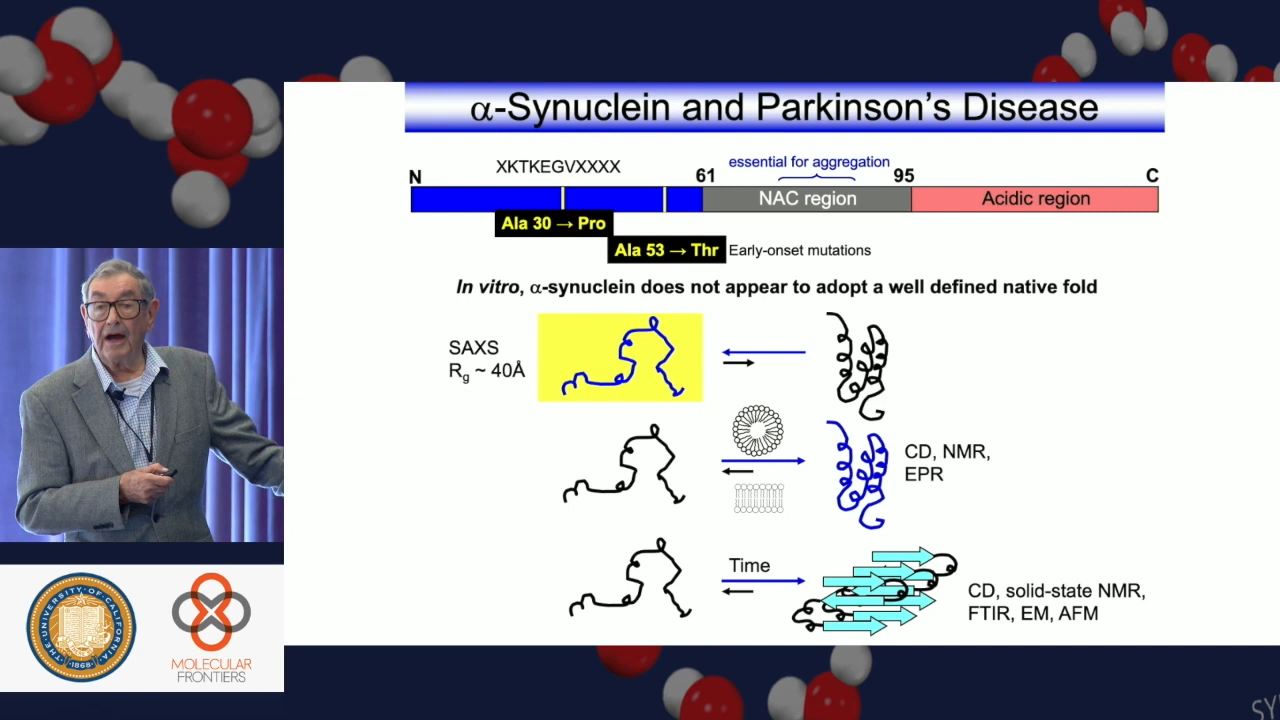 α-Synuclein and Parkinson's Disease
XKTKEGVXXXX
essential for aggregation
N
61
95
C
NAC region
Acidic region
Ala 30 → Pro
Ala 53 → Thr
Early-onset mutations
In vitro, α-synuclein does not appear to adopt a well defined native fold
SAXS
Rg ~ 40Å
CD, NMR,
EPR
Time
CD, solid-state NMR,
FTIR, EM, AFM
THE·UNIVERSITY·OF·CALIFORNIA
·1868·
MOLECULAR
FRONTIERS
SY